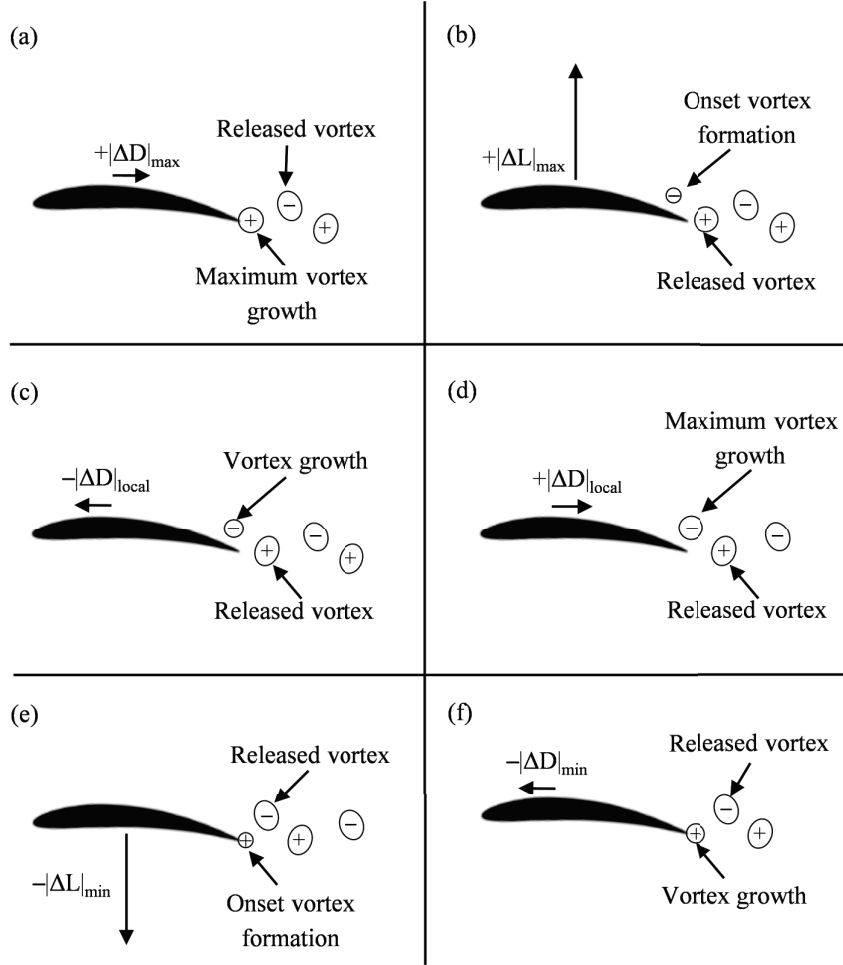 (a)
Released vortex
+|ΔD|max
+
−
+
Maximum vortex
growth
(b)
Onset vortex
formation
+|ΔL|max
−
+
−
+
Released vortex
(c)
Vortex growth
−|ΔD|local
−
+
−
+
Released vortex
(d)
Maximum vortex
growth
+|ΔD|local
−
+
−
Released vortex
(e)
Released vortex
−
+
+
−
−|ΔL|min
Onset vortex
formation
(f)
Released vortex
−|ΔD|min
−
+
+
Vortex growth